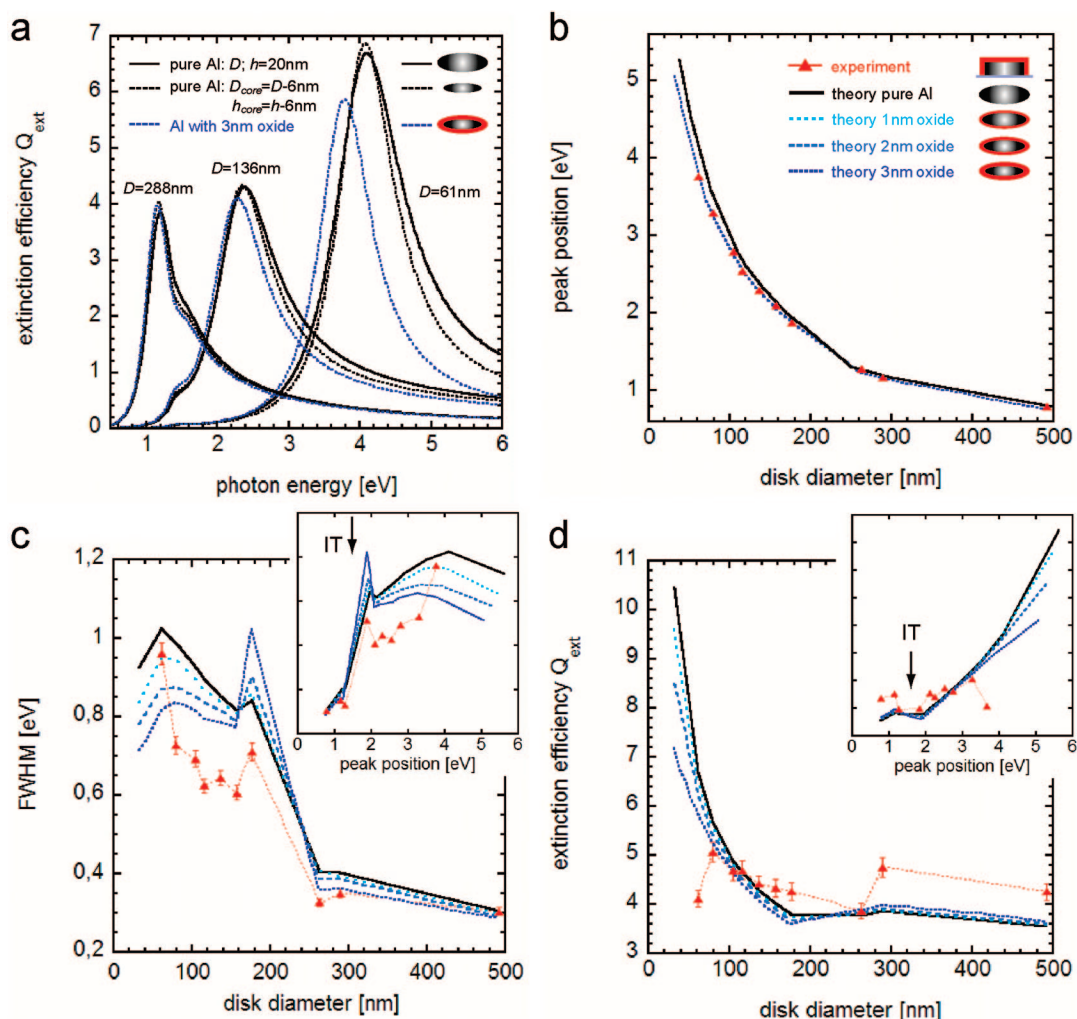 a
7
6
5
4
3
2
1
0
extinction efficiency Q_ext
pure Al: D; h=20nm
pure Al: D_core=D-6nm
h_core=h-6nm
Al with 3nm oxide
D=288nm
D=136nm
D=61nm
1 2 3 4 5 6
photon energy [eV]
b
5
4
3
2
1
peak position [eV]
experiment
theory pure Al
theory 1nm oxide
theory 2nm oxide
theory 3nm oxide
0 100 200 300 400 500
disk diameter [nm]
c
1,2
1
0,8
0,6
0,4
0,2
FWHM [eV]
IT
0 1 2 3 4 5 6
peak position [eV]
0 100 200 300 400 500
disk diameter [nm]
d
11
10
9
8
7
6
5
4
3
extinction efficiency Q_ext
IT
0 1 2 3 4 5 6
peak position [eV]
0 100 200 300 400 500
disk diameter [nm]